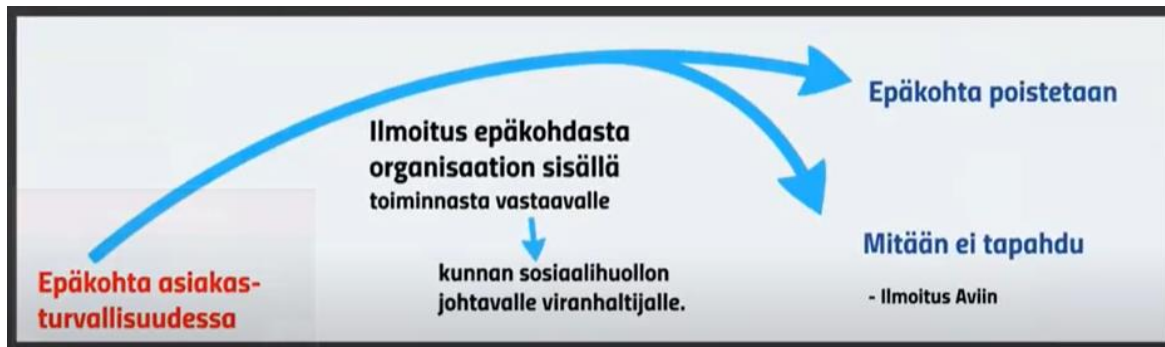 Epäkohta asiakas-
turvallisuudessa
Ilmoitus epäkohdasta
organisaation sisällä
toiminnasta vastaavalle
kunnan sosiaalihuollon
johtavalle viranhaltijalle.
Epäkohta poistetaan
Mitään ei tapahdu
- Ilmoitus Aviin